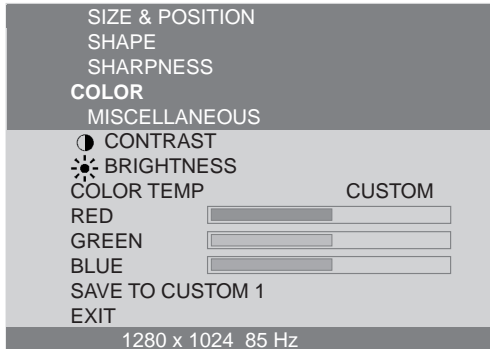 SIZE & POSITION
SHAPE
SHARPNESS
COLOR
MISCELLANEOUS
CONTRAST
BRIGHTNESS
COLOR TEMP CUSTOM
RED
GREEN
BLUE
SAVE TO CUSTOM 1
EXIT
1280 x 1024 85 Hz